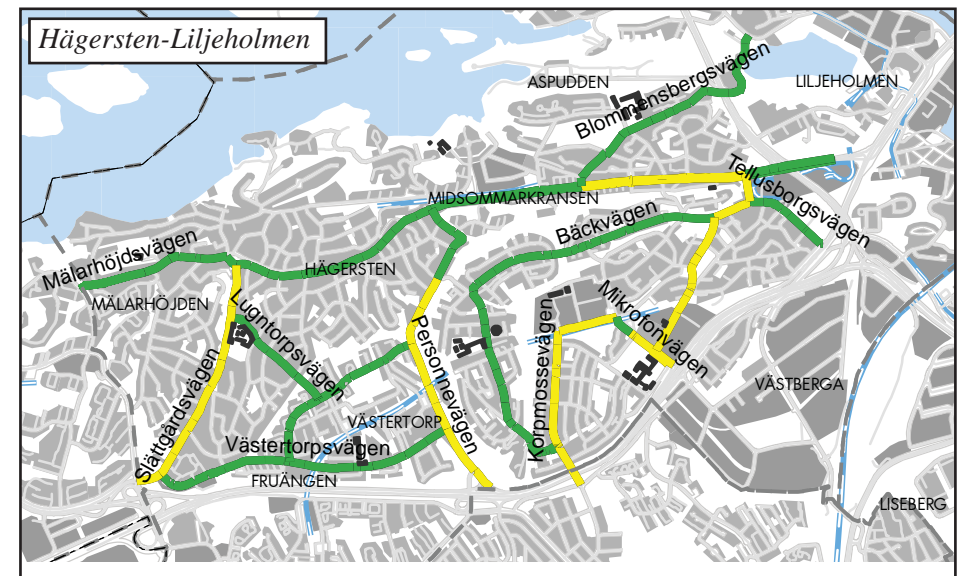 Hägersten-Liljeholmen
ASPUDDEN
LILJEHOLMEN
Blommensbergsvägen
Tellusborgsvägen
MIDSOMMARKRANSEN
Bäckvägen
Mälarhöjdsvägen
HÄGERSTEN
MÄLARHÖJDEN
Lugntorpsvägen
Mikrofonvägen
Personnevägen
Korpmossevägen
Slättgårdsvägen
VÄSTBERGA
VÄSTERTORP
Västertorpsvägen
FRUÄNGEN
LISEBERG